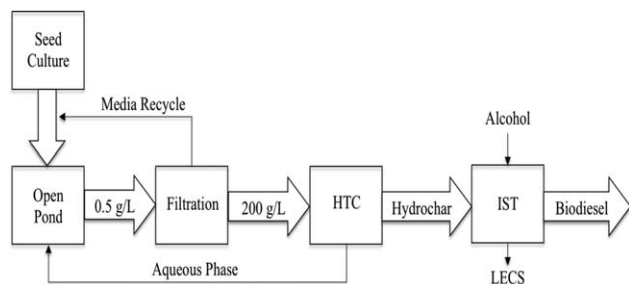 Seed
Culture
Media Recycle
Alcohol
Open
Pond
0.5 g/L
Filtration
200 g/L
HTC
Hydrochar
IST
Biodiesel
Aqueous Phase
LECS